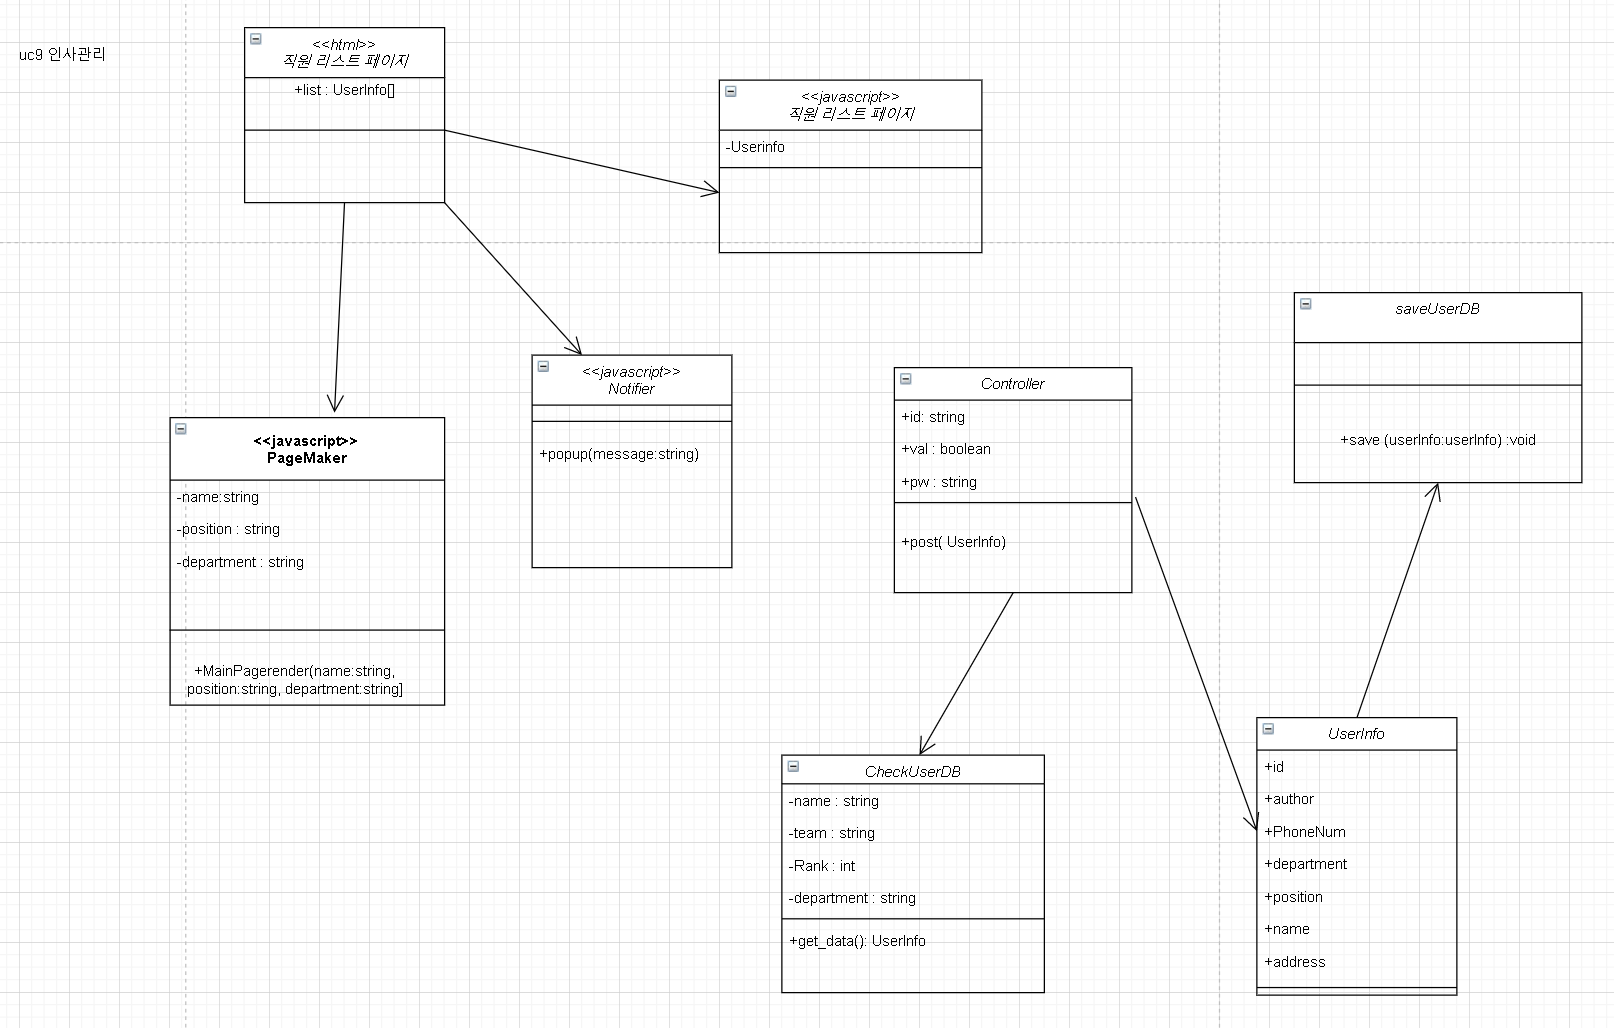 uc9 인사관리
<<html>>
직원 리스트 페이지
+list : UserInfo[]
<<javascript>>
직원 리스트 페이지
-Userinfo
<<javascript>>
PageMaker
-name:string
-position : string
-department : string
+MainPagerender(name:string,
position:string, department:string]
<<javascript>>
Notifier
+popup(message:string)
Controller
+id: string
+val : boolean
+pw : string
+post( UserInfo)
saveUserDB
+save (userInfo:userInfo) :void
CheckUserDB
-name : string
-team : string
-Rank : int
-department : string
+get_data(): UserInfo
UserInfo
+id
+author
+PhoneNum
+department
+position
+name
+address